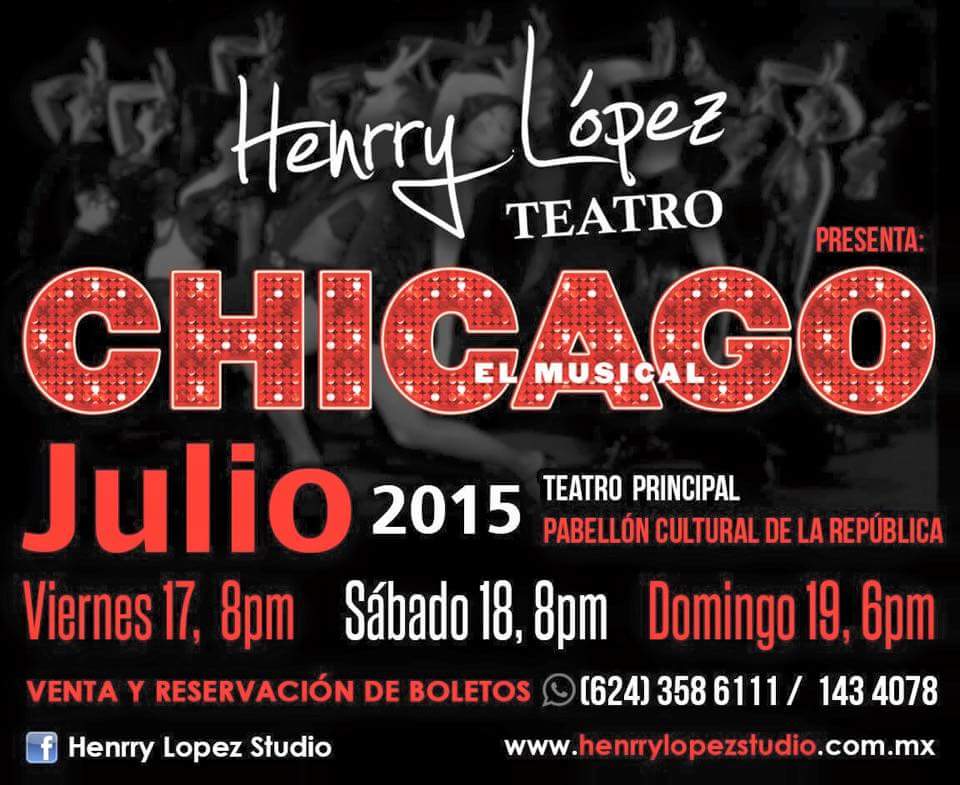 Henrry López
TEATRO
PRESENTA:
CHICAGO
EL MUSICAL
Julio 2015
TEATRO PRINCIPAL
PABELLÓN CULTURAL DE LA REPÚBLICA
Viernes 17, 8pm Sábado 18, 8pm Domingo 19, 6pm
VENTA Y RESERVACIÓN DE BOLETOS (624) 358 6111 / 143 4078
f Henrry Lopez Studio www.henrrylopezstudio.com.mx